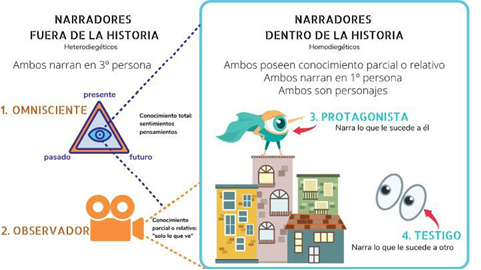 NARRADORES
FUERA DE LA HISTORIA
Heterodiegéticos
Ambos narran en 3º persona
1. OMNISCIENTE
presente
pasado
futuro
Conocimiento total:
sentimientos
pensamientos
2. OBSERVADOR
Conocimiento
parcial o relativo:
"solo lo que ve"
NARRADORES
DENTRO DE LA HISTORIA
Homodiegéticos
Ambos poseen conocimiento parcial o relativo
Ambos narran en 1º persona
Ambos son personajes
3. PROTAGONISTA
Narra lo que le sucede a él
4. TESTIGO
Narra lo que le sucede a otro